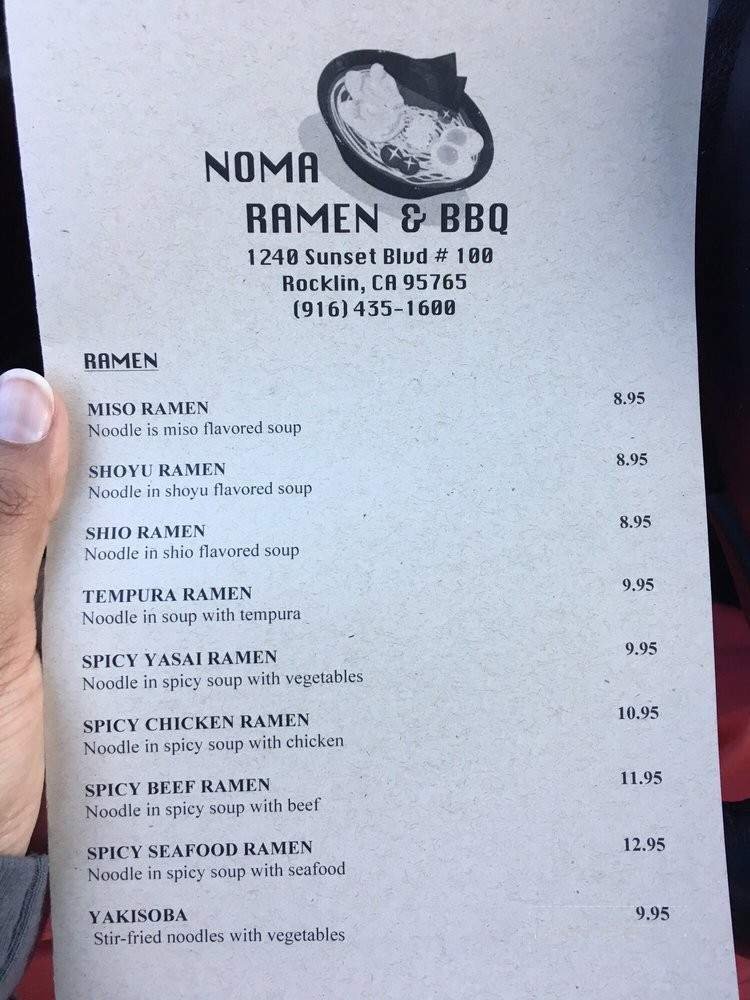 NOMA
RAMEN & BBQ
1240 Sunset Blvd # 100
Rocklin, CA 95765
(916) 435-1600
RAMEN
MISO RAMEN 8.95
Noodle is miso flavored soup
SHOYU RAMEN 8.95
Noodle in shoyu flavored soup
SHIO RAMEN 8.95
Noodle in shio flavored soup
TEMPURA RAMEN 9.95
Noodle in soup with tempura
SPICY YASAI RAMEN 9.95
Noodle in spicy soup with vegetables
SPICY CHICKEN RAMEN 10.95
Noodle in spicy soup with chicken
SPICY BEEF RAMEN 11.95
Noodle in spicy soup with beef
SPICY SEAFOOD RAMEN 12.95
Noodle in spicy soup with seafood
YAKISOBA 9.95
Stir-fried noodles with vegetables